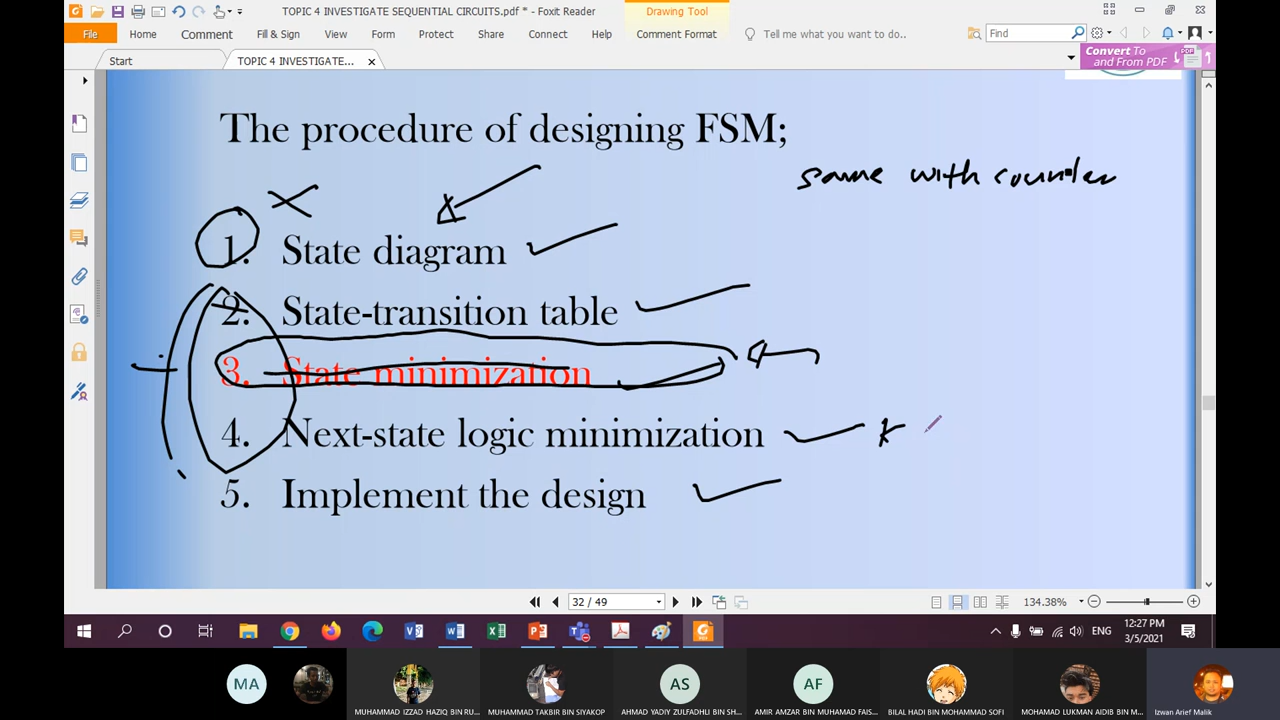 TOPIC 4 INVESTIGATE SEQUENTIAL CIRCUITS.pdf * - Foxit Reader
Drawing Tool
File Home Comment Fill & Sign View Form Protect Share Connect Help Comment Format Tell me what you want to do.. Find
Start TOPIC 4 INVESTIGATE... Convert To
and From PDF PDF
The procedure of designing FSM;
same with counter
1. State diagram
2. State-transition table
3. State minimization
4. Next-state logic minimization
5. Implement the design
32 / 49 134.38%
ENG 12:27 PM
3/5/2021
MA AS AF
MUHAMMAD IZZAD HAZIQ BIN RU... MUHAMMAD TAKBIR BIN SIYAKOP AHMAD YADIY ZULFADHLI BIN SH... AMIR AMZAR BIN MUHAMAD FAIS... BILAL HADI BIN MOHAMMAD SOFI MOHAMAD LUKMAN AIDIB BIN M... Izwan Arief Malik